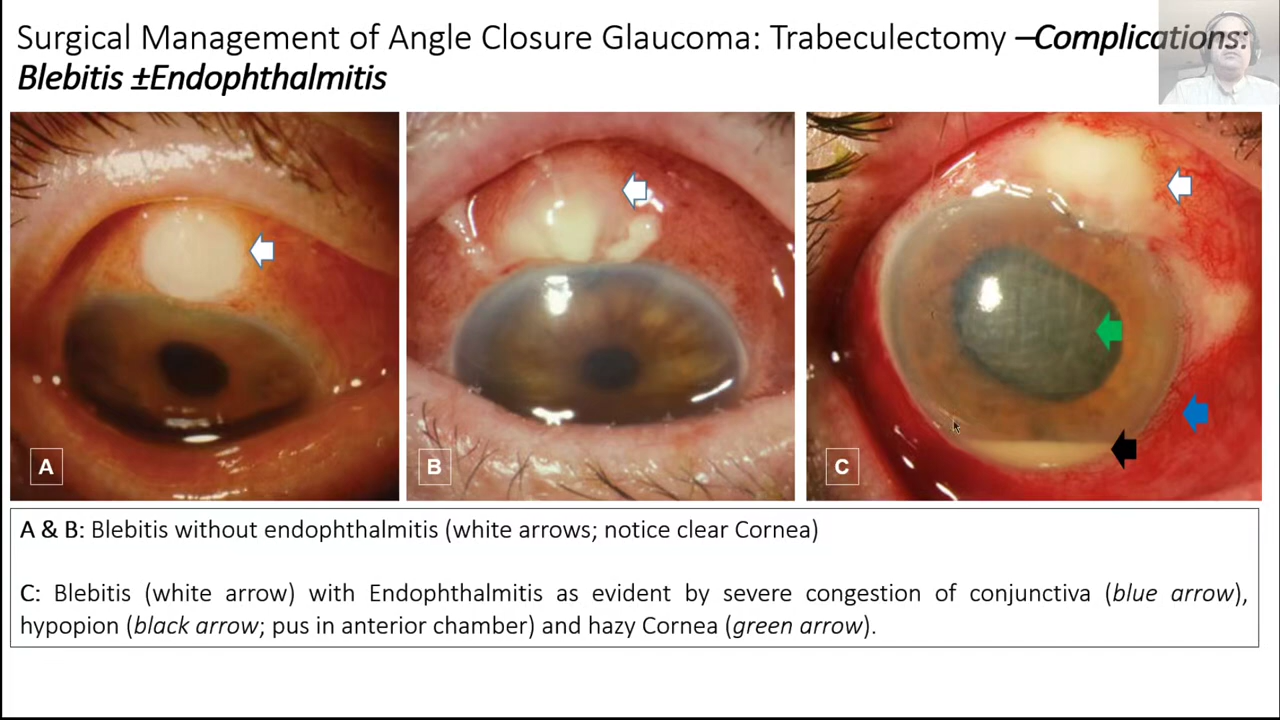 Surgical Management of Angle Closure Glaucoma: Trabeculectomy –Complications:
Blebitis ±Endophthalmitis
A
B
C
A & B: Blebitis without endophthalmitis (white arrows; notice clear Cornea)
C: Blebitis (white arrow) with Endophthalmitis as evident by severe congestion of conjunctiva (blue arrow),
hypopion (black arrow; pus in anterior chamber) and hazy Cornea (green arrow).